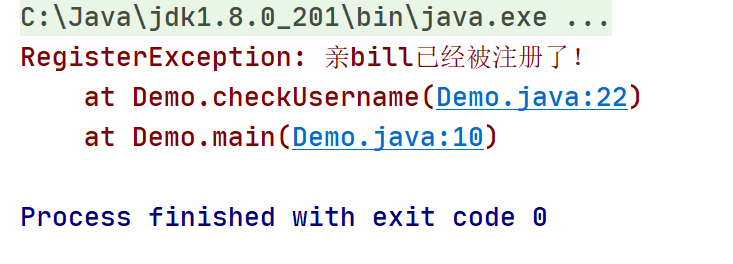 C:\Java\jdk1.8.0_201\bin\java.exe ...
RegisterException: 亲bill已经被注册了！
at Demo.checkUsername(Demo.java:22)
at Demo.main(Demo.java:10)
Process finished with exit code 0